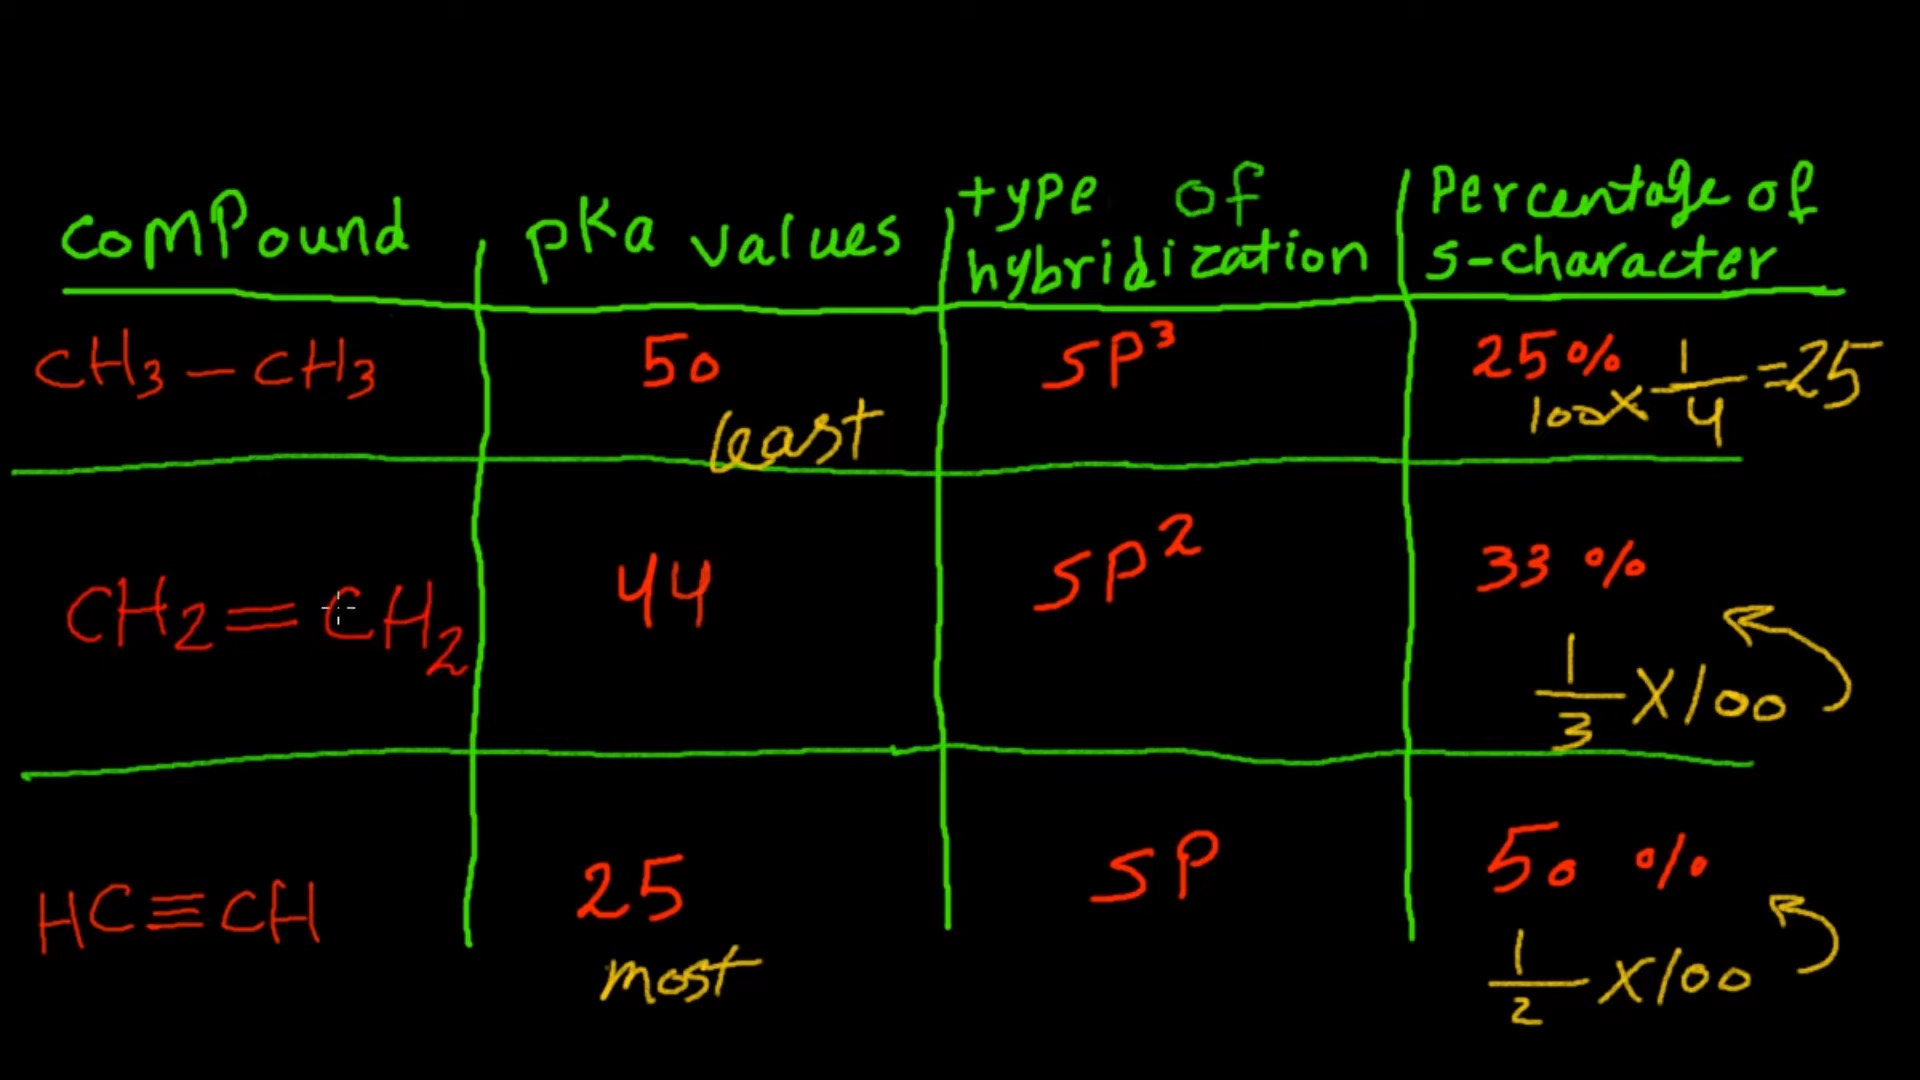 comPound
pKa values
type of
hybridization
Percentage of
s-character
CH3 – CH3
50
least
SP³
25%
100 x 1/4 = 25
CH2 = CH2
44
SP²
33 %
1/3 X 100
HC≡CH
25
most
SP
50 %
1/2 X 100